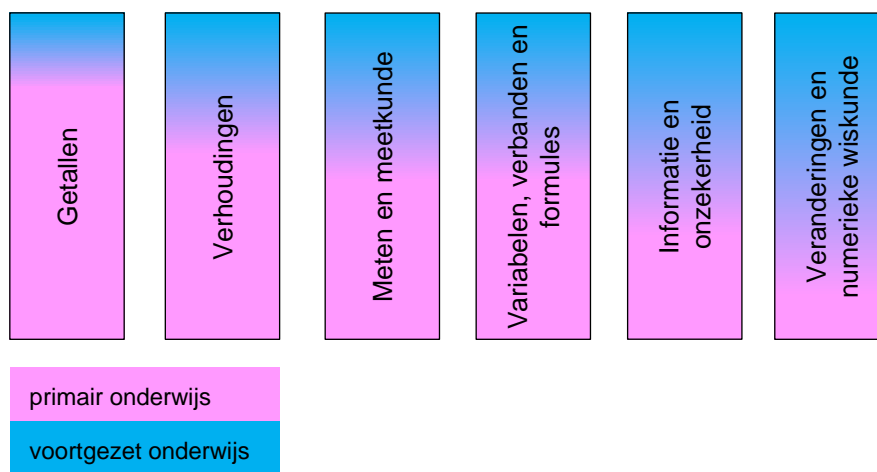 Getallen
Verhoudingen
Meten en meetkunde
Variabelen, verbanden en
formules
Informatie en
onzekerheid
Veranderingen en
numerieke wiskunde
primair onderwijs
voortgezet onderwijs